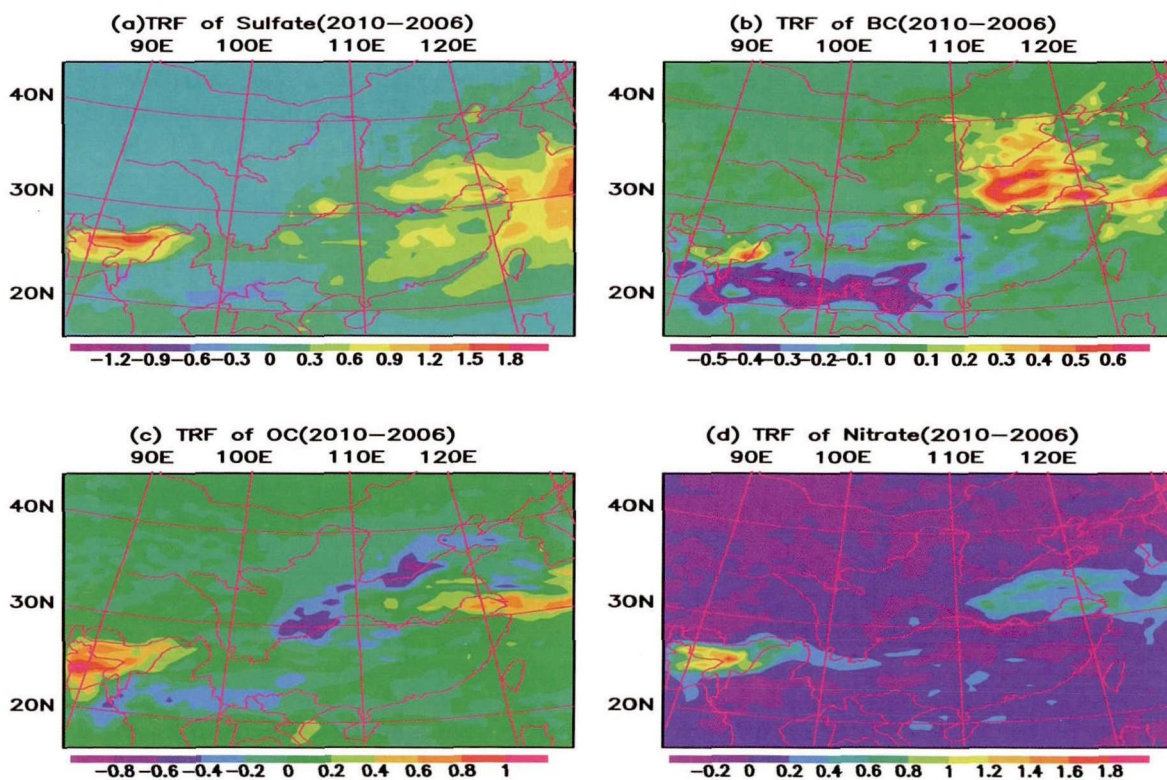 (a)TRF of Sulfate(2010−2006)
90E 100E 110E 120E
40N
30N
20N
−1.2−0.9−0.6−0.3 0 0.3 0.6 0.9 1.2 1.5 1.8
(b) TRF of BC(2010−2006)
90E 100E 110E 120E
40N
30N
20N
−0.5−0.4−0.3−0.2−0.1 0 0.1 0.2 0.3 0.4 0.5 0.6
(c) TRF of OC(2010−2006)
90E 100E 110E 120E
40N
30N
20N
−0.8 −0.6 −0.4 −0.2 0 0.2 0.4 0.6 0.8 1
(d) TRF of Nitrate(2010−2006)
90E 100E 110E 120E
40N
30N
20N
−0.2 0 0.2 0.4 0.6 0.8 1 1.2 1.4 1.6 1.8